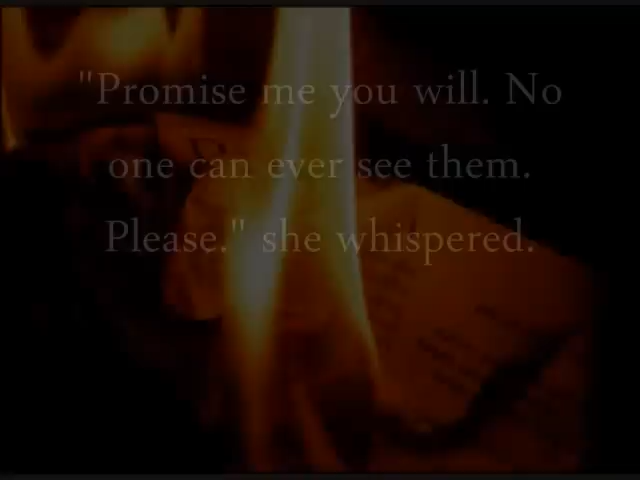 "Promise me you will. No
one can ever see them.
Please." she whispered.